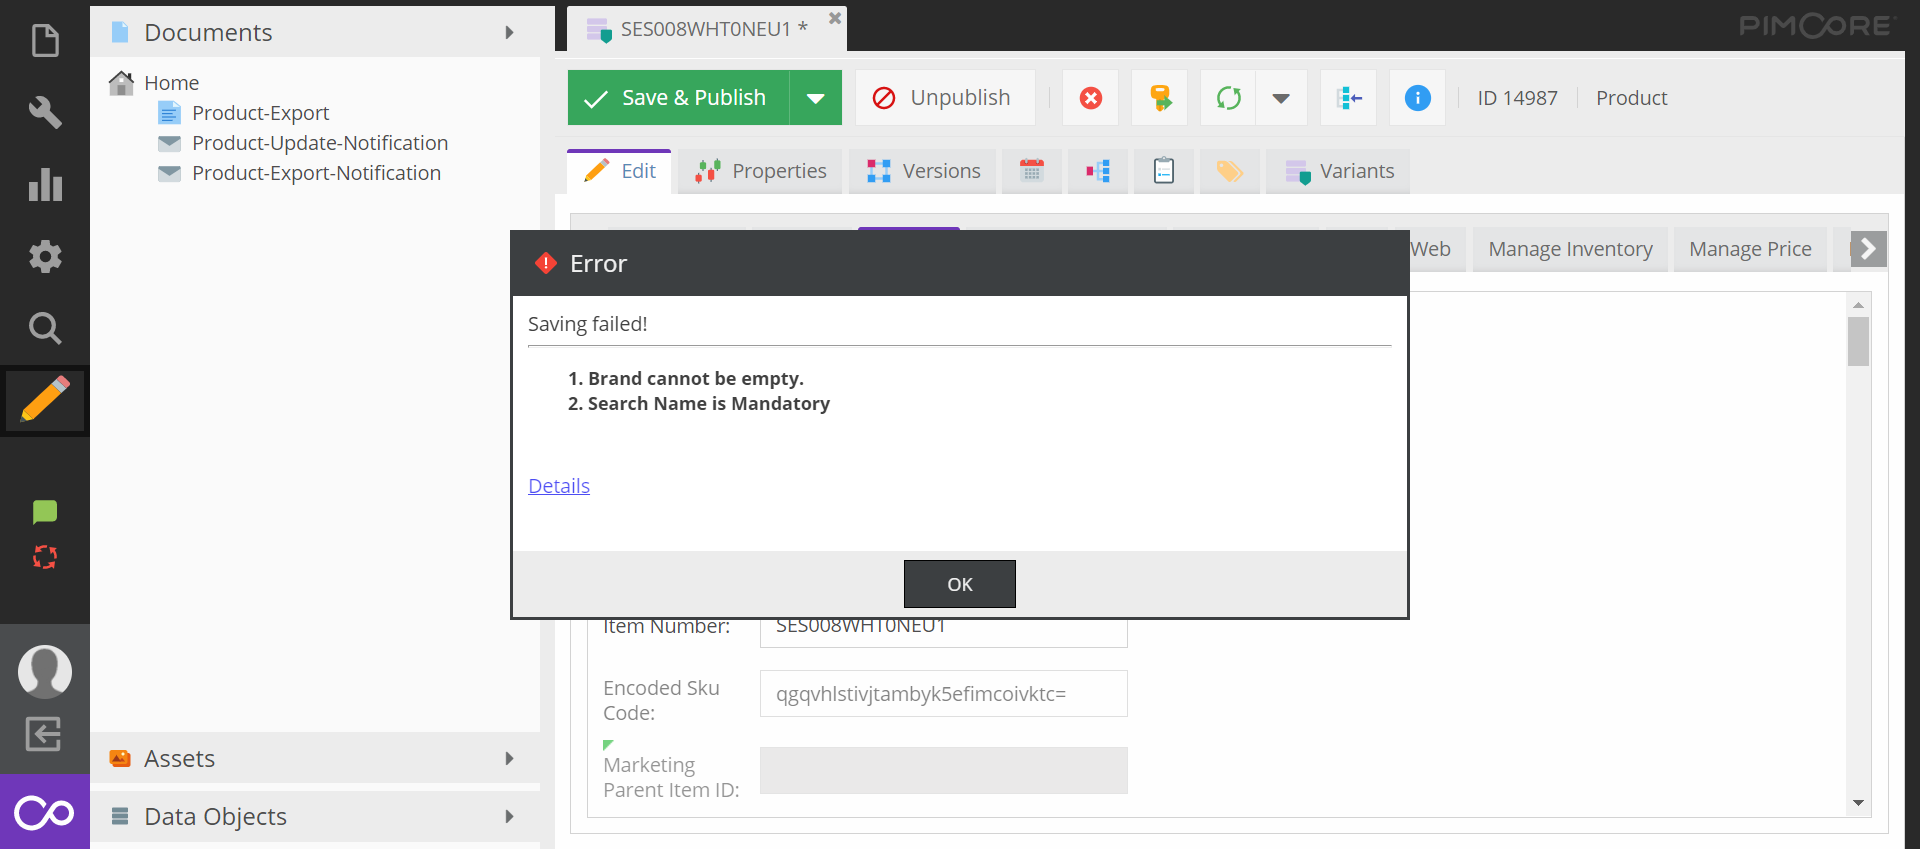 Documents
Home
Product-Export
Product-Update-Notification
Product-Export-Notification
Assets
Data Objects
SES008WHT0NEU1 *
PIMCORE
Save & Publish
Unpublish
ID 14987
Product
Edit
Properties
Versions
Variants
Web
Manage Inventory
Manage Price
Error
Saving failed!
1. Brand cannot be empty.
2. Search Name is Mandatory
Details
OK
Item Number:
SES008WHT0NEU1
Encoded Sku
Code:
qgqvhlstivjtambyk5efimcoivktc=
Marketing
Parent Item ID: